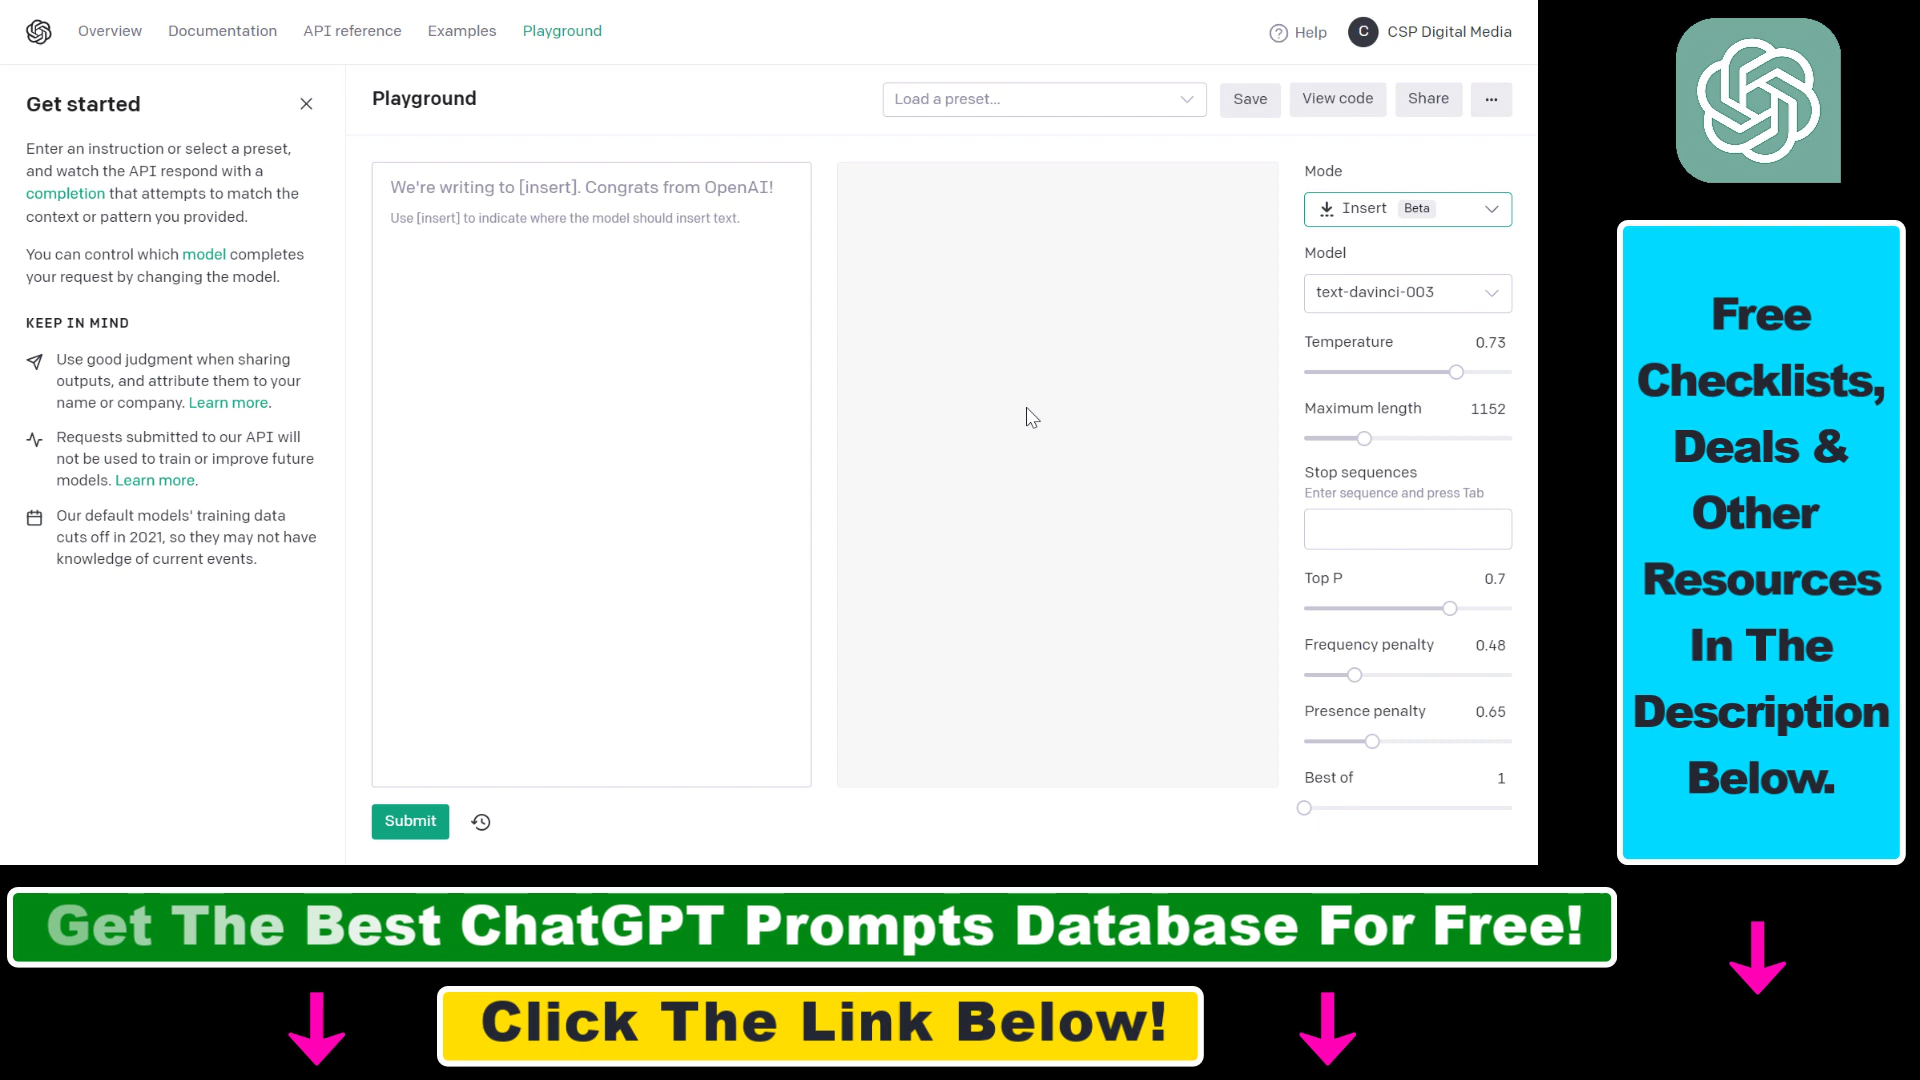 Overview Documentation API reference Examples Playground
Help C CSP Digital Media
Get started
Enter an instruction or select a preset,
and watch the API respond with a
completion that attempts to match the
context or pattern you provided.
You can control which model completes
your request by changing the model.
KEEP IN MIND
Use good judgment when sharing
outputs, and attribute them to your
name or company. Learn more.
Requests submitted to our API will
not be used to train or improve future
models. Learn more.
Our default models' training data
cuts off in 2021, so they may not have
knowledge of current events.
Playground
Load a preset...
Save
View code
Share
...
We're writing to [insert]. Congrats from OpenAI!
Use [insert] to indicate where the model should insert text.
Submit
Mode
Insert Beta
Model
text-davinci-003
Temperature 0.73
Maximum length 1152
Stop sequences
Enter sequence and press Tab
Top P 0.7
Frequency penalty 0.48
Presence penalty 0.65
Best of 1
Free
Checklists,
Deals &
Other
Resources
In The
Description
Below.
Get The Best ChatGPT Prompts Database For Free!
Click The Link Below!